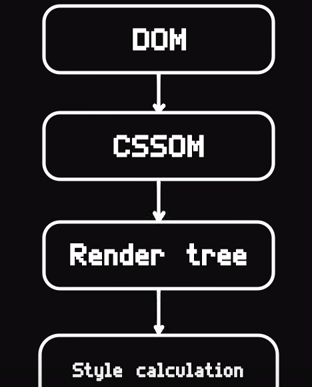 DOM
CSSOM
Render tree
Style calculation